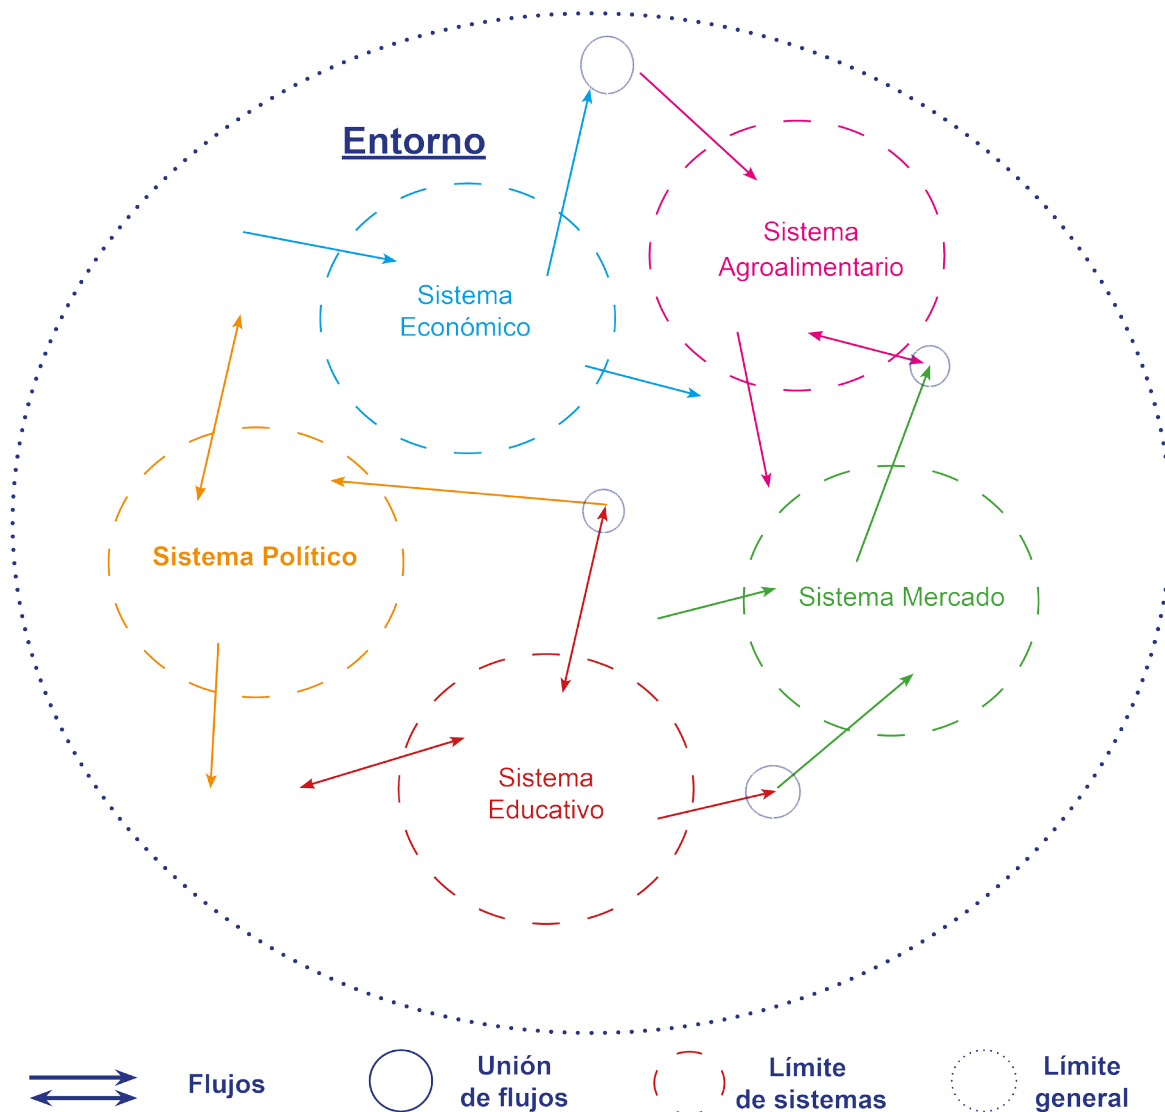 Entorno
Sistema
Agroalimentario
Sistema
Económico
Sistema Político
Sistema Mercado
Sistema
Educativo
Flujos
Unión
de flujos
Límite
de sistemas
Límite
general